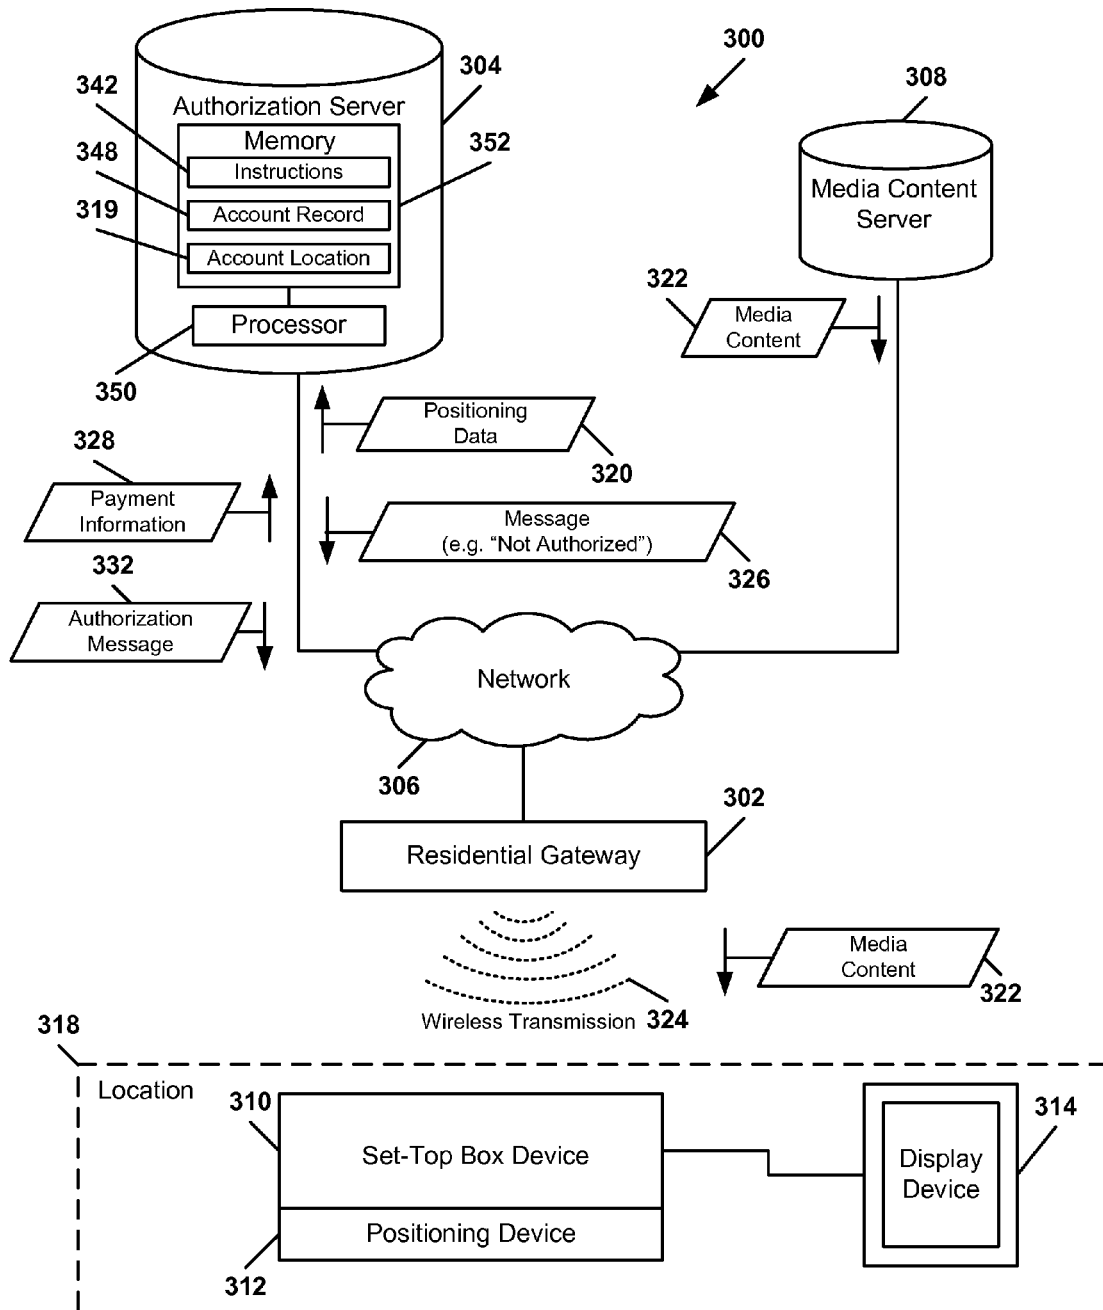 300
304
342
308
Authorization Server
Memory
352
348
Instructions
319
Account Record
Account Location
Media Content
Server
322
Media
Content
Processor
350
Positioning
Data
320
328
Payment
Information
Message
(e.g. “Not Authorized”)
326
332
Authorization
Message
Network
306
302
Residential Gateway
Media
Content
322
324
Wireless Transmission
318
Location
310
Set-Top Box Device
314
Display
Device
Positioning Device
312